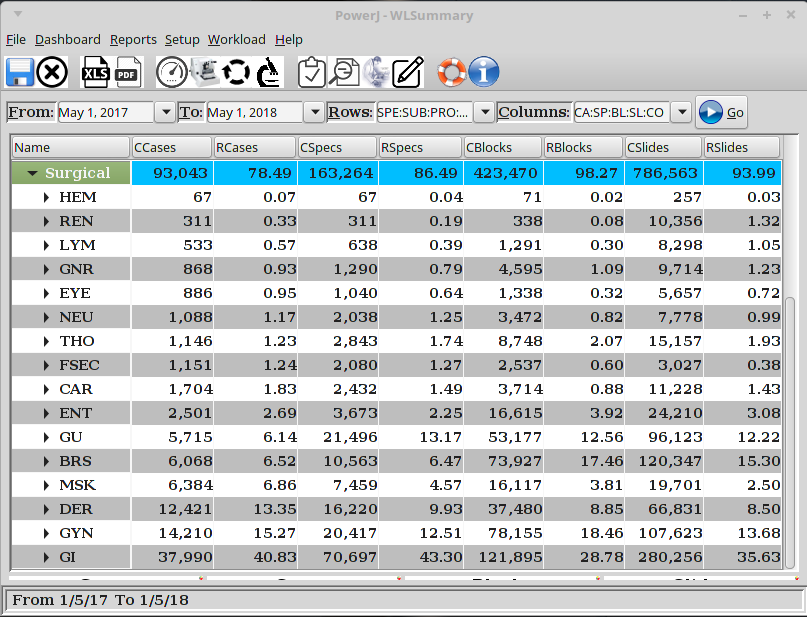 PowerJ - WLSummary
File Dashboard Reports Setup Workload Help
XLS PDF
From: May 1, 2017 To: May 1, 2018 Rows: SPE:SUB:PRO:... Columns: CA:SP:BL:SL:CO Go
Name CCases RCases CSpecs RSpecs CBlocks RBlocks CSlides RSlides
Surgical 93,043 78.49 163,264 86.49 423,470 98.27 786,563 93.99
HEM 67 0.07 67 0.04 71 0.02 257 0.03
REN 311 0.33 311 0.19 338 0.08 10,356 1.32
LYM 533 0.57 638 0.39 1,291 0.30 8,298 1.05
GNR 868 0.93 1,290 0.79 4,595 1.09 9,714 1.23
EYE 886 0.95 1,040 0.64 1,338 0.32 5,657 0.72
NEU 1,088 1.17 2,038 1.25 3,472 0.82 7,778 0.99
THO 1,146 1.23 2,843 1.74 8,748 2.07 15,157 1.93
FSEC 1,151 1.24 2,080 1.27 2,537 0.60 3,027 0.38
CAR 1,704 1.83 2,432 1.49 3,714 0.88 11,228 1.43
ENT 2,501 2.69 3,673 2.25 16,615 3.92 24,210 3.08
GU 5,715 6.14 21,496 13.17 53,177 12.56 96,123 12.22
BRS 6,068 6.52 10,563 6.47 73,927 17.46 120,347 15.30
MSK 6,384 6.86 7,459 4.57 16,117 3.81 19,701 2.50
DER 12,421 13.35 16,220 9.93 37,480 8.85 66,831 8.50
GYN 14,210 15.27 20,417 12.51 78,155 18.46 107,623 13.68
GI 37,990 40.83 70,697 43.30 121,895 28.78 280,256 35.63
From 1/5/17 To 1/5/18